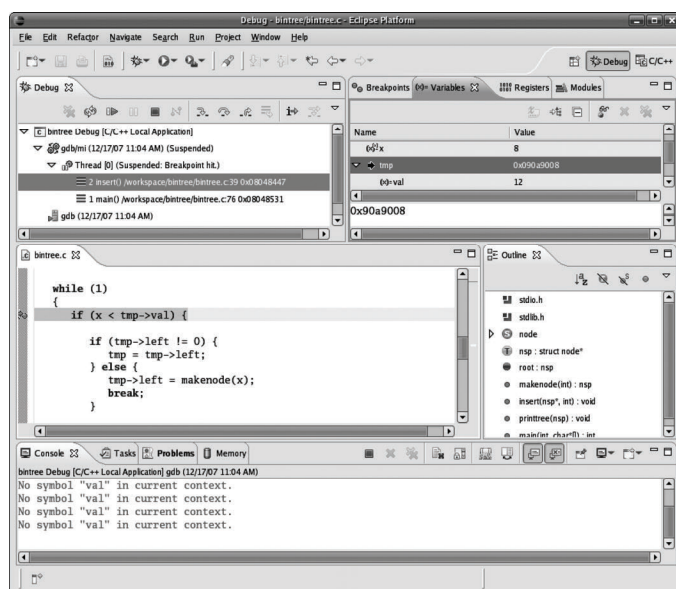 Debug - bintree/bintree.c - Eclipse Platform
File Edit Refactor Navigate Search Run Project Window Help
Debug C/C++
Debug
bintree Debug [C/C++ Local Application]
gdb/mi (12/17/07 11:04 AM) (Suspended)
Thread [0] (Suspended: Breakpoint hit.)
2 insert() /workspace/bintree/bintree.c:39 0x08048447
1 main() /workspace/bintree/bintree.c:76 0x08048531
gdb (12/17/07 11:04 AM)
Breakpoints (x)= Variables Registers Modules
Name Value
x 8
tmp 0x090a9008
(x)= val 12
0x90a9008
bintree.c
while (1)
{
if (x < tmp->val) {
if (tmp->left != 0) {
tmp = tmp->left;
} else {
tmp->left = makenode(x);
break;
}
Outline
stdio.h
stdlib.h
node
nsp : struct node*
root : nsp
makenode(int) : nsp
insert(nsp*, int) : void
printtree(nsp) : void
main(int, char*[]) : int
Console Tasks Problems Memory
bintree Debug [C/C++ Local Application] gdb (12/17/07 11:04 AM)
No symbol "val" in current context.
No symbol "val" in current context.
No symbol "val" in current context.
No symbol "val" in current context.